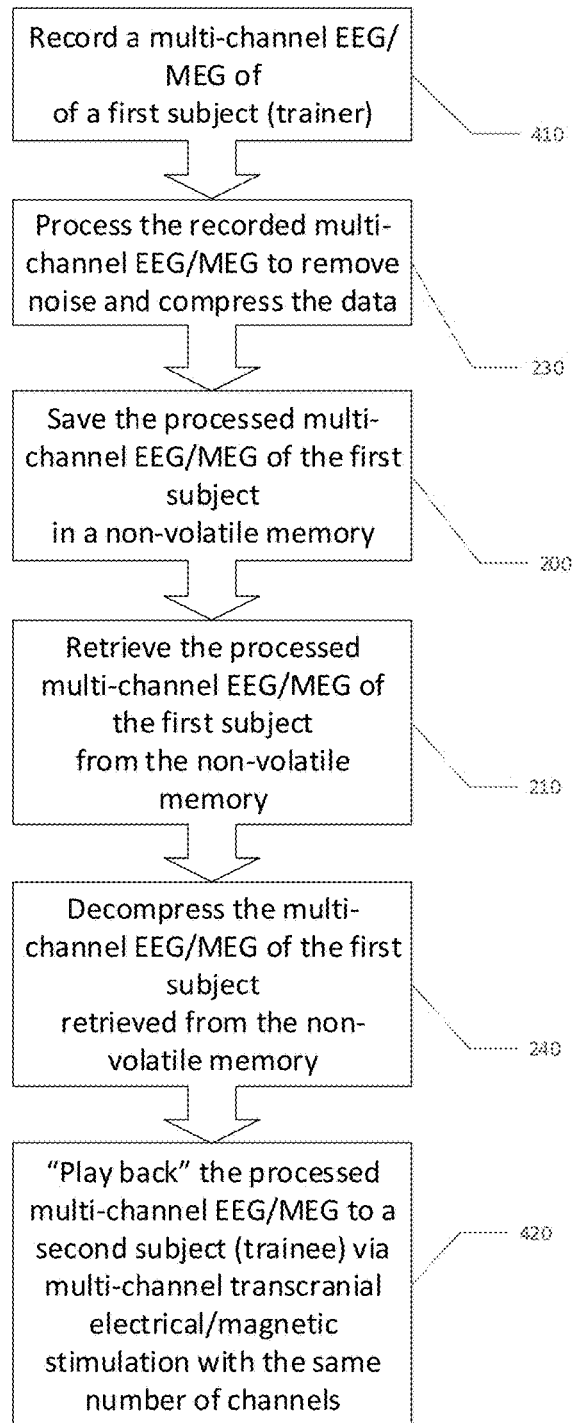 Record a multi-channel EEG/
MEG of
of a first subject (trainer)
410
Process the recorded multi-
channel EEG/MEG to remove
noise and compress the data
230
Save the processed multi-
channel EEG/MEG of the first
subject
in a non-volatile memory
200
Retrieve the processed
multi-channel EEG/MEG of
the first subject
from the non-volatile
memory
210
Decompress the multi-
channel EEG/MEG of the first
subject
retrieved from the non-
volatile memory
240
“Play back” the processed
multi-channel EEG/MEG to a
second subject (trainee) via
multi-channel transcranial
electrical/magnetic
stimulation with the same
number of channels
420